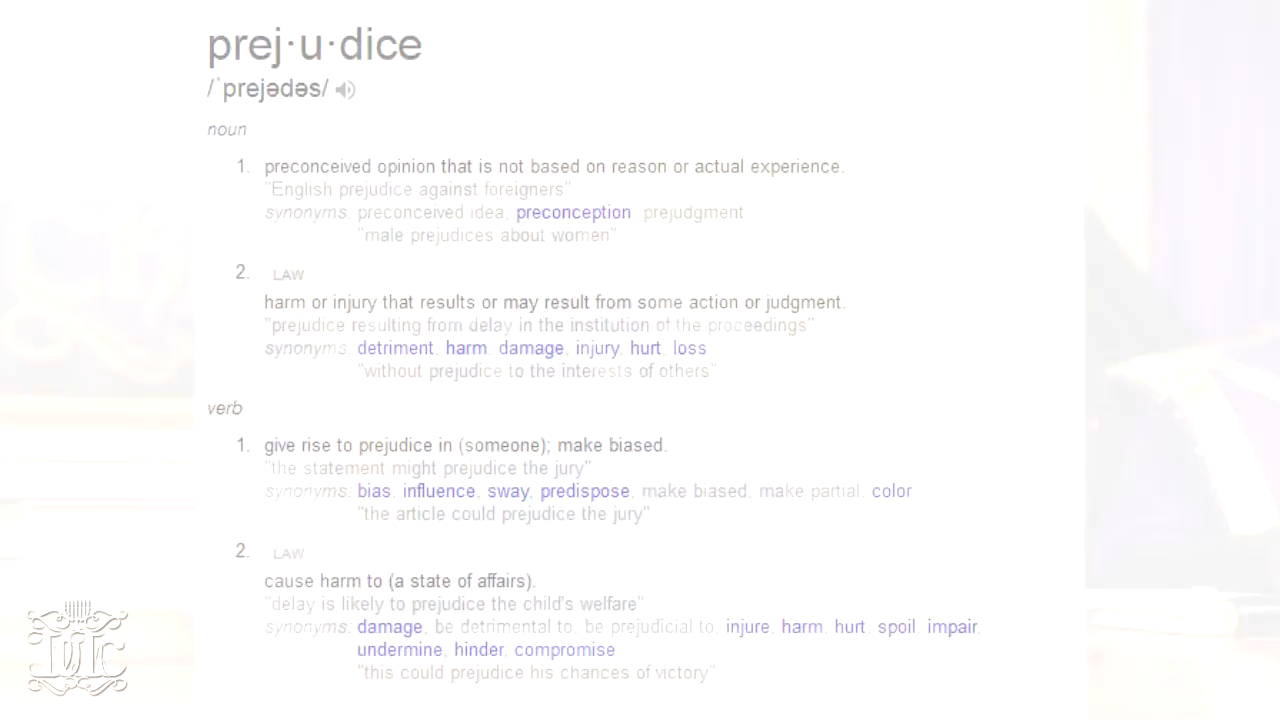 prej·u·dice
/ˈprejədəs/
noun
1. preconceived opinion that is not based on reason or actual experience.
"English prejudice against foreigners"
synonyms: preconceived idea, preconception, prejudgment
"male prejudices about women"
2. LAW
harm or injury that results or may result from some action or judgment.
"prejudice resulting from delay in the institution of the proceedings"
synonyms: detriment, harm, damage, injury, hurt, loss
"without prejudice to the interests of others"
verb
1. give rise to prejudice in (someone); make biased.
"the statement might prejudice the jury"
synonyms: bias, influence, sway, predispose, make biased, make partial, color
"the article could prejudice the jury"
2. LAW
cause harm to (a state of affairs).
"delay is likely to prejudice the child's welfare"
synonyms: damage, be detrimental to, be prejudicial to, injure, harm, hurt, spoil, impair,
undermine, hinder, compromise
"this could prejudice his chances of victory"